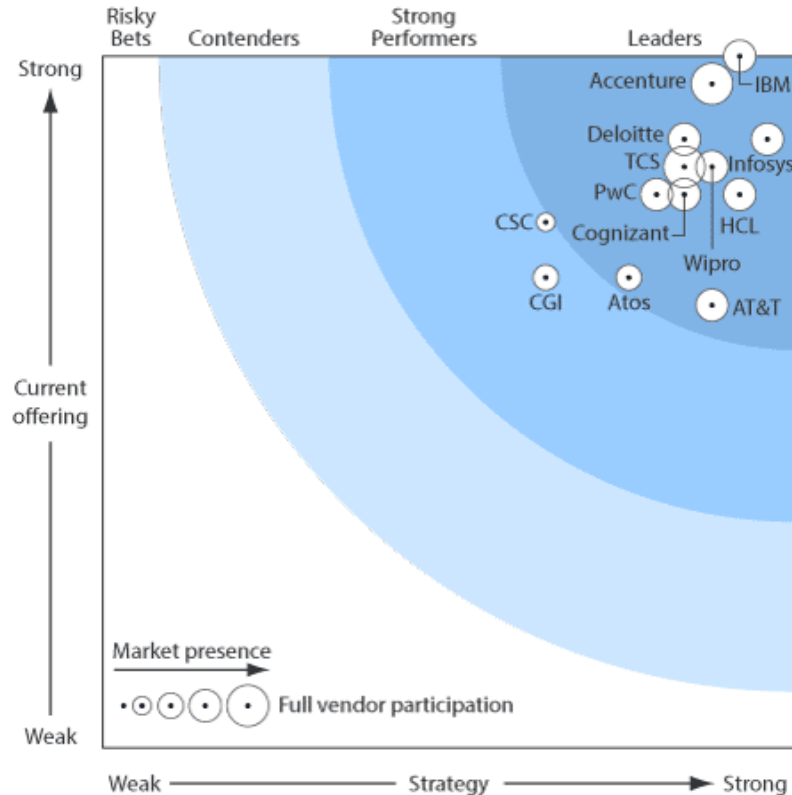 Risky
Bets
Contenders
Strong
Performers
Leaders
Strong
Accenture
IBM
Deloitte
TCS
Infosys
PwC
HCL
CSC
Cognizant
Wipro
CGI
Atos
AT&T
Current
offering
Market presence
Full vendor participation
Weak
Weak
Strategy
Strong